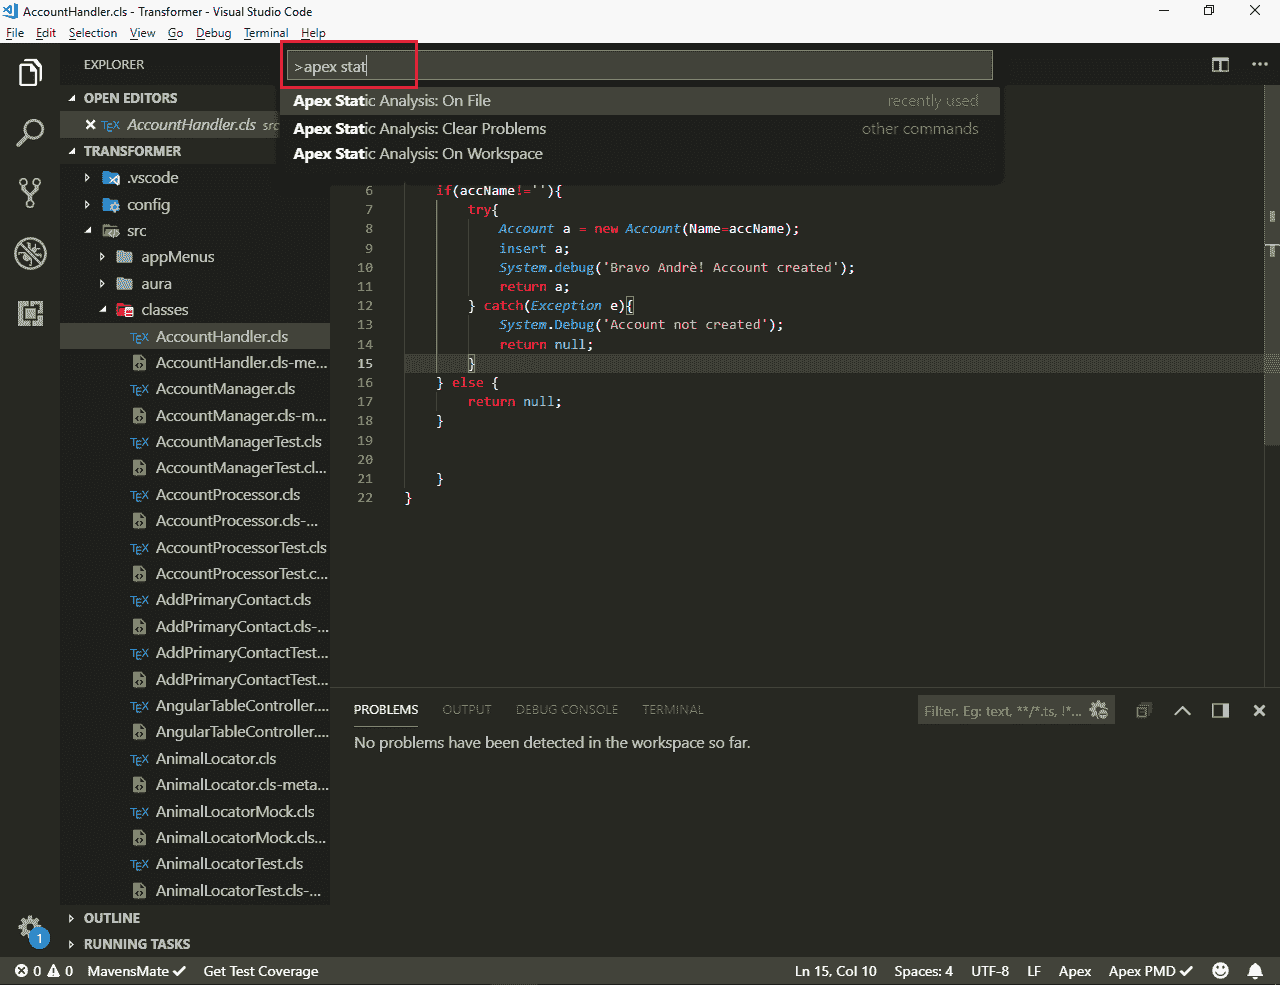 AccountHandler.cls - Transformer - Visual Studio Code
File Edit Selection View Go Debug Terminal Help
EXPLORER
OPEN EDITORS
AccountHandler.cls src
TRANSFORMER
.vscode
config
src
appMenus
aura
classes
AccountHandler.cls
AccountHandler.cls-me...
AccountManager.cls
AccountManager.cls-m...
AccountManagerTest.cls
AccountManagerTest.cl...
AccountProcessor.cls
AccountProcessor.cls-...
AccountProcessorTest.cls
AccountProcessorTest.c...
AddPrimaryContact.cls
AddPrimaryContact.cls-...
AddPrimaryContactTest...
AddPrimaryContactTest...
AngularTableController....
AngularTableController....
AnimalLocator.cls
AnimalLocator.cls-meta...
AnimalLocatorMock.cls
AnimalLocatorMock.cls...
AnimalLocatorTest.cls
AnimalLocatorTest.cls-...
OUTLINE
RUNNING TASKS
1
>apex stat
Apex Static Analysis: On File recently used
Apex Static Analysis: Clear Problems other commands
Apex Static Analysis: On Workspace
6 if(accName!=''){
7 try{
8 Account a = new Account(Name=accName);
9 insert a;
10 System.debug('Bravo Andrè! Account created');
11 return a;
12 } catch(Exception e){
13 System.Debug('Account not created');
14 return null;
15 }
16 } else {
17 return null;
18 }
19
20
21 }
22 }
PROBLEMS OUTPUT DEBUG CONSOLE TERMINAL
Filter. Eg: text, **/*.ts, !*...
No problems have been detected in the workspace so far.
0 0 MavensMate Get Test Coverage Ln 15, Col 10 Spaces: 4 UTF-8 LF Apex Apex PMD